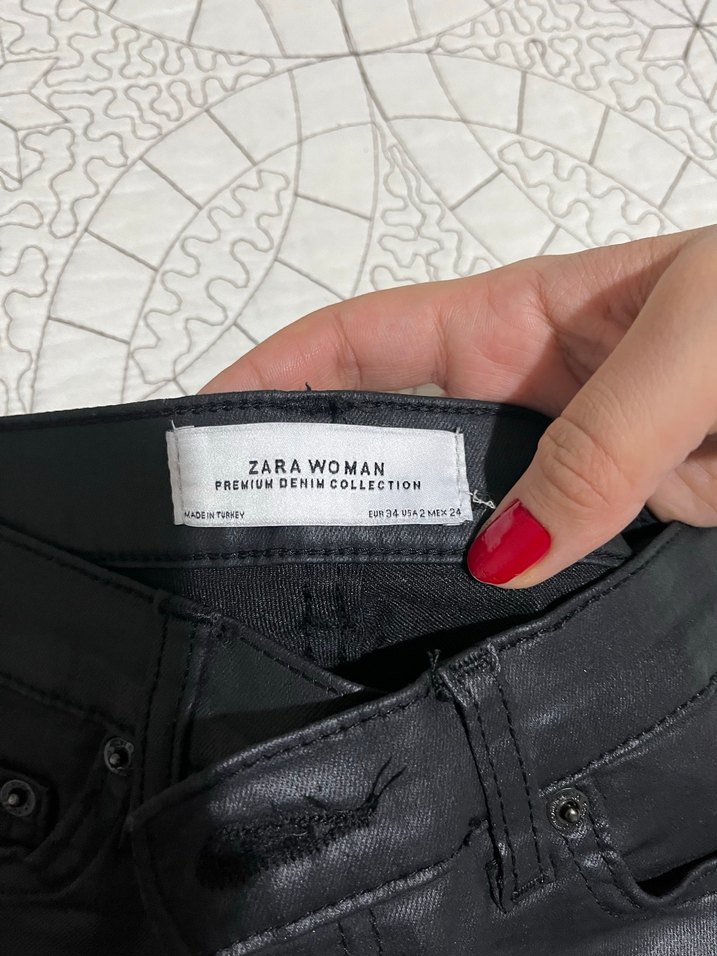 ZARA WOMAN
PREMIUM DENIM COLLECTION
MADE IN TURKEY EUR 34 USA 2 MEX 24